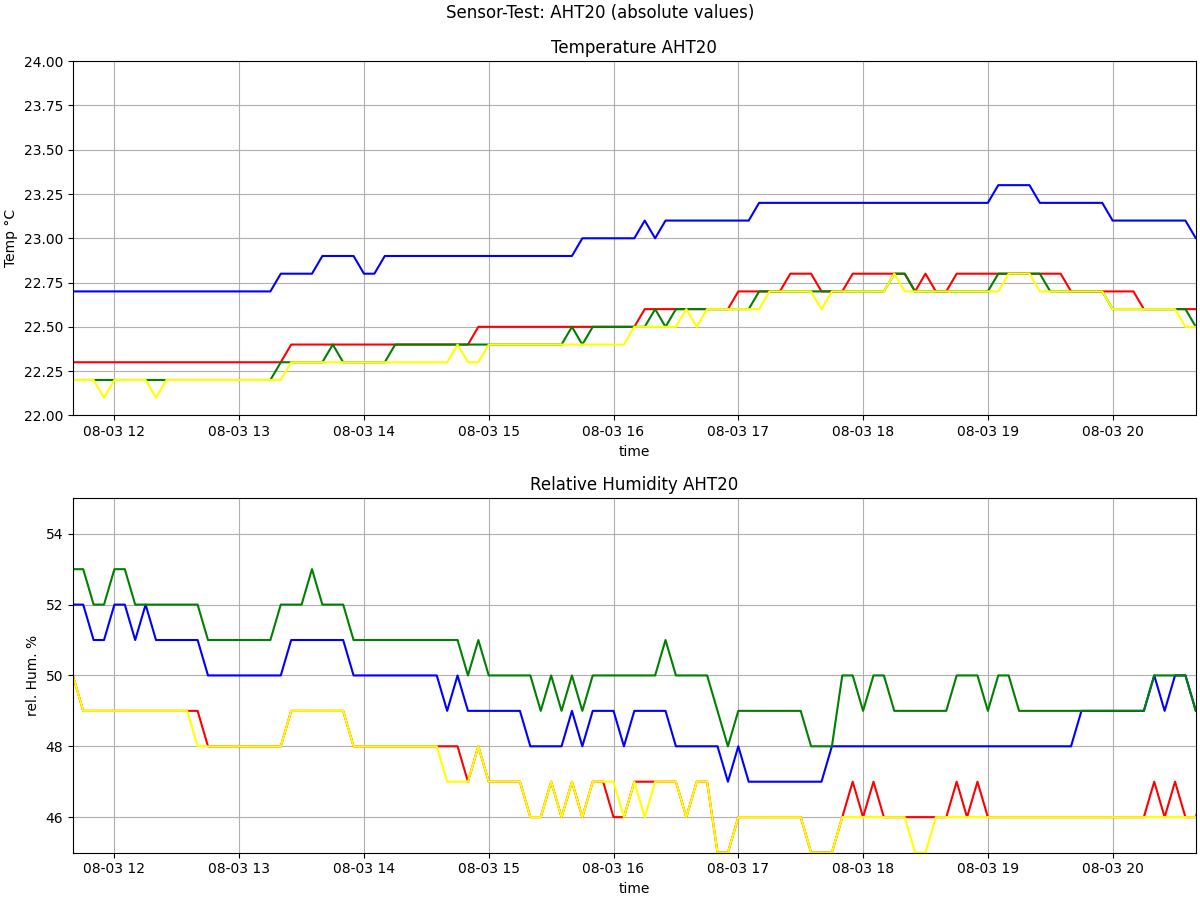 Sensor-Test: AHT20 (absolute values)
Temperature AHT20
24.00
23.75
23.50
23.25
23.00
22.75
22.50
22.25
22.00
Temp °C
08-03 12 08-03 13 08-03 14 08-03 15 08-03 16 08-03 17 08-03 18 08-03 19 08-03 20
time
Relative Humidity AHT20
54
52
50
48
46
rel. Hum. %
08-03 12 08-03 13 08-03 14 08-03 15 08-03 16 08-03 17 08-03 18 08-03 19 08-03 20
time